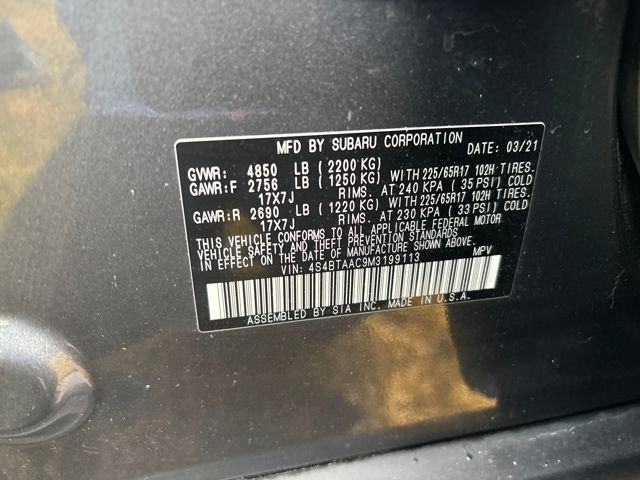 MFD BY SUBARU CORPORATION DATE: 03/21
GVWR: 4850 LB (2200 KG)
GAWR:F 2756 LB (1250 KG) WITH 225/65R17 102H TIRES.
17X7J RIMS. AT 240 KPA (35 PSI) COLD
GAWR:R 2690 LB (1220 KG) WITH 225/65R17 102H TIRES.
17X7J RIMS. AT 230 KPA (33 PSI) COLD
THIS VEHICLE CONFORMS TO ALL APPLICABLE FEDERAL MOTOR
VEHICLE SAFETY AND THEFT PREVENTION STANDARDS
IN EFFECT ON THE DATE OF MANUFACTURE SHOWN ABOVE.
VIN: 4S4BTAAC9M3199113 MPV
ASSEMBLED BY SIA INC. MADE IN U.S.A.